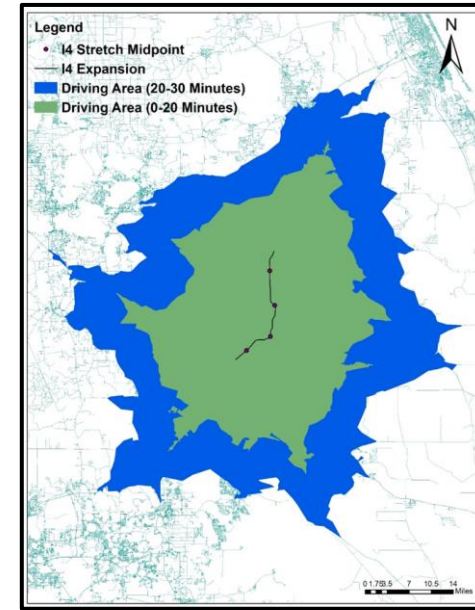 Legend
I4 Stretch Midpoint
I4 Expansion
Driving Area (20-30 Minutes)
Driving Area (0-20 Minutes)
N
0 1.75 3.5 7 10.5 14
Miles